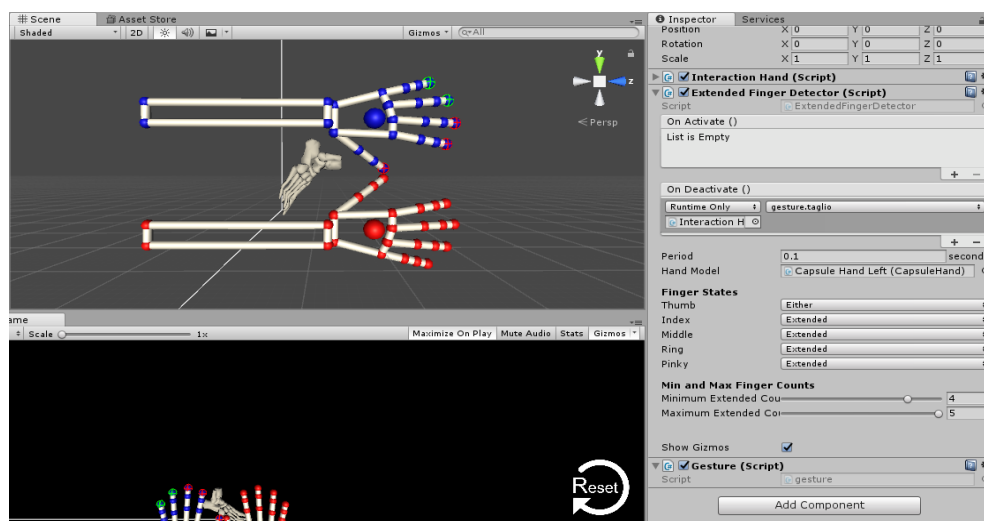 Scene
Asset Store
Shaded
2D
Gizmos
All
y
z
Persp
ame
Scale
1x
Maximize On Play
Mute Audio
Stats
Gizmos
Reset
Inspector
Services
Position X 0 Y 0 Z 0
Rotation X 0 Y 0 Z 0
Scale X 1 Y 1 Z 1
Interaction Hand (Script)
Extended Finger Detector (Script)
Script ExtendedFingerDetector
On Activate ()
List is Empty
+ −
On Deactivate ()
Runtime Only gesture.taglio
Interaction H
+ −
Period 0.1 second
Hand Model Capsule Hand Left (CapsuleHand)
Finger States
Thumb Either
Index Extended
Middle Extended
Ring Extended
Pinky Extended
Min and Max Finger Counts
Minimum Extended Cou 4
Maximum Extended Co 5
Show Gizmos
Gesture (Script)
Script gesture
Add Component